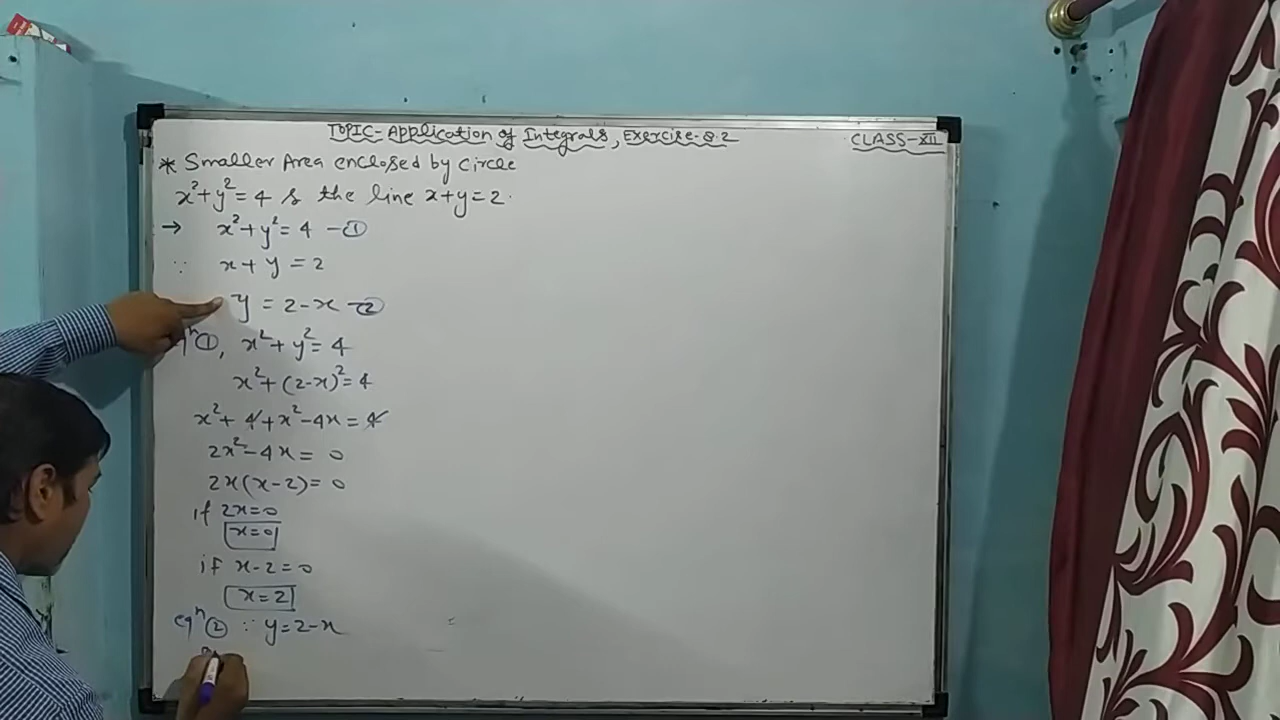 TOPIC-Application of Integrals, Exercise-8.2
CLASS-XII
* Smaller Area enclosed by Circle
x²+y²=4 & the line x+y=2.
→ x²+y²=4 -①
∵ x+y=2
y=2-x -②
①, x²+y²=4
x²+(2-x)²=4
x²+4+x²-4x=4
2x²-4x=0
2x(x-2)=0
if 2x=0
x=0
if x-2=0
x=2
eqⁿ② ∵ y=2-x